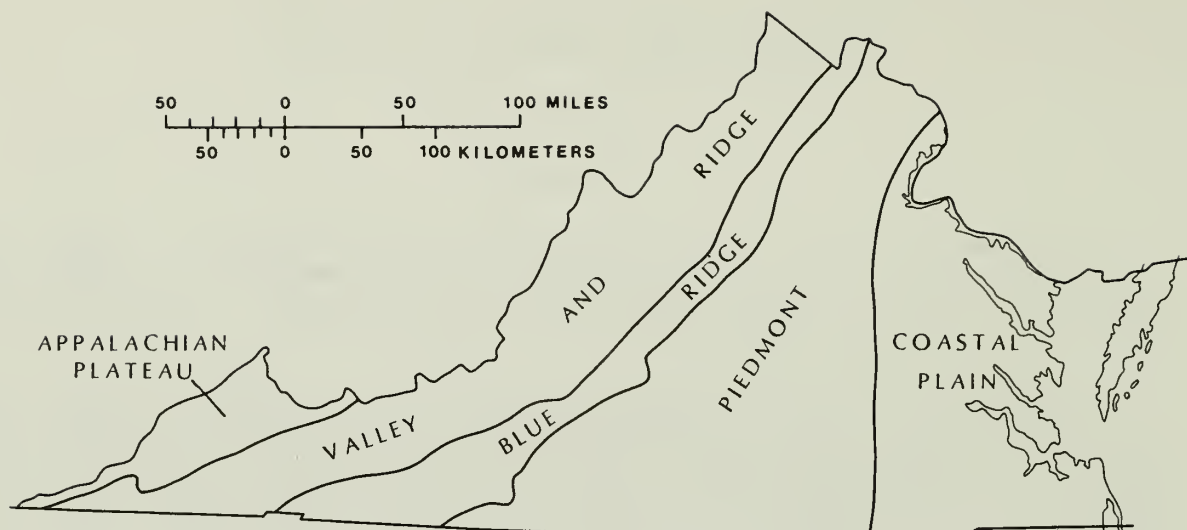 50 0 50 100 MILES
50 0 50 100 KILOMETERS
APPALACHIAN
PLATEAU
VALLEY AND RIDGE
BLUE RIDGE
PIEDMONT
COASTAL
PLAIN